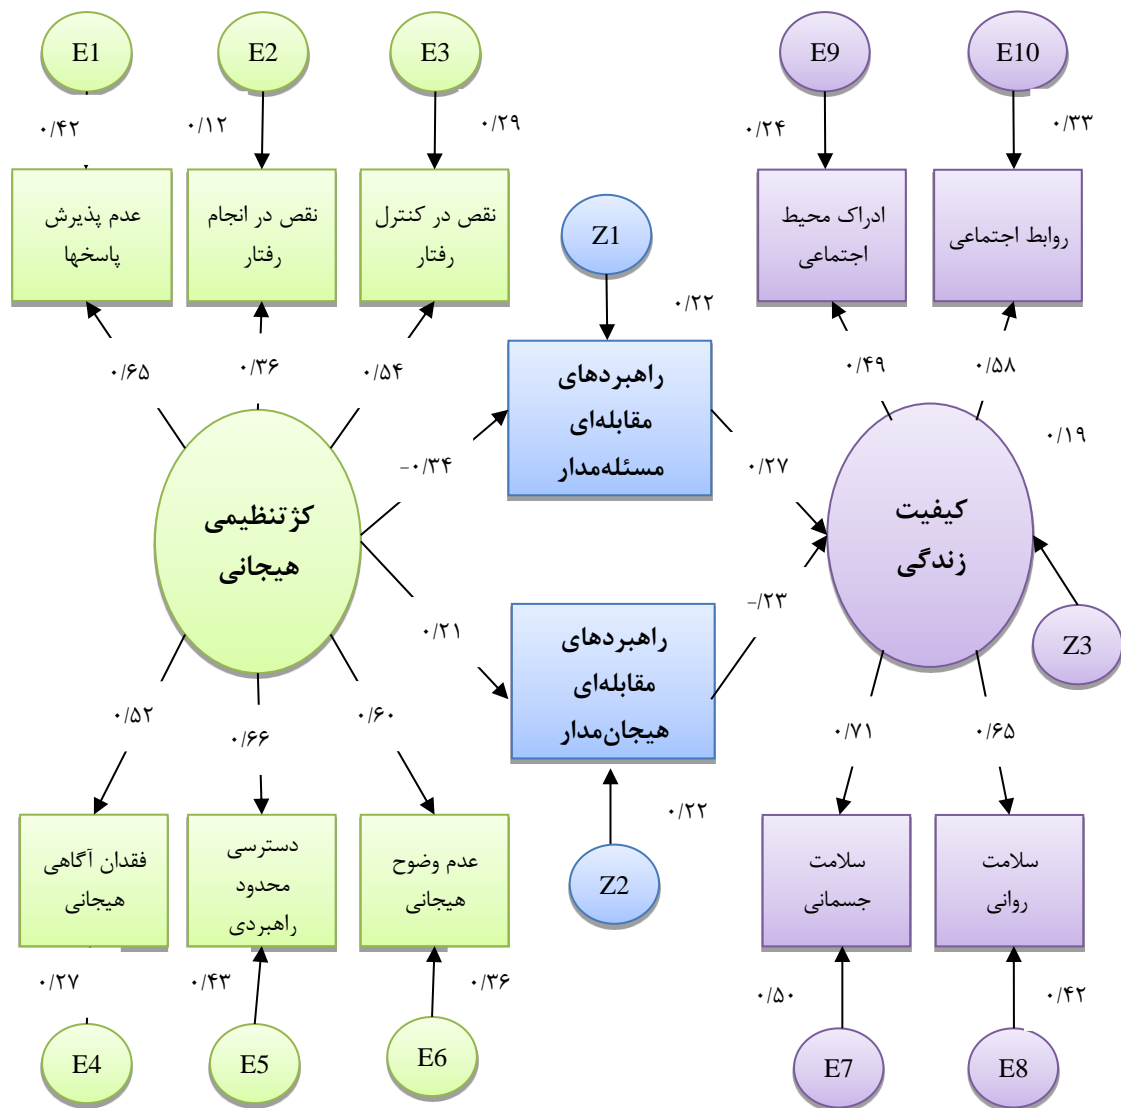 E1
E2
E3
E9
E10
۰/۴۲
۰/۱۲
۰/۲۹
۰/۲۴
۰/۳۳
عدم پذیرش
پاسخها
نقص در انجام
رفتار
نقص در کنترل
رفتار
Z1
ادراک محیط
اجتماعی
روابط اجتماعی
۰/۲۲
۰/۶۵
۰/۳۶
۰/۵۴
راهبردهای
مقابله‌ای
مسئله‌مدار
۰/۴۹
۰/۵۸
۰/۱۹
-۰/۳۴
۰/۲۷
کژتنظیمی
هیجانی
کیفیت
زندگی
۰/۲۱
-/۲۳
راهبردهای
مقابله‌ای
هیجان‌مدار
Z3
۰/۵۲
۰/۶۶
۰/۶۰
۰/۷۱
۰/۶۵
۰/۲۲
فقدان آگاهی
هیجانی
دسترسی
محدود
راهبردی
عدم وضوح
هیجانی
Z2
سلامت
جسمانی
سلامت
روانی
۰/۲۷
۰/۴۳
۰/۳۶
۰/۵۰
۰/۴۲
E4
E5
E6
E7
E8